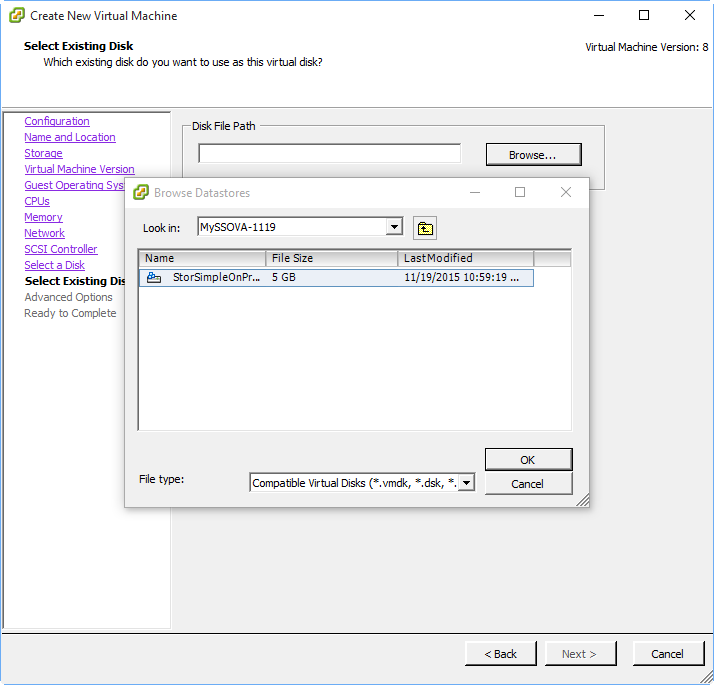 Create New Virtual Machine
Select Existing Disk
Which existing disk do you want to use as this virtual disk?
Virtual Machine Version: 8
Configuration
Name and Location
Storage
Virtual Machine Version
Guest Operating Sys
CPUs
Memory
Network
SCSI Controller
Select a Disk
Select Existing Dis
Advanced Options
Ready to Complete
Disk File Path
Browse...
Browse Datastores
Look in:
MySSOVA-1119
Name File Size LastModified
StorSimpleOnPr... 5 GB 11/19/2015 10:59:19 ...
OK
File type:
Compatible Virtual Disks (*.vmdk, *.dsk, *.
Cancel
< Back Next > Cancel